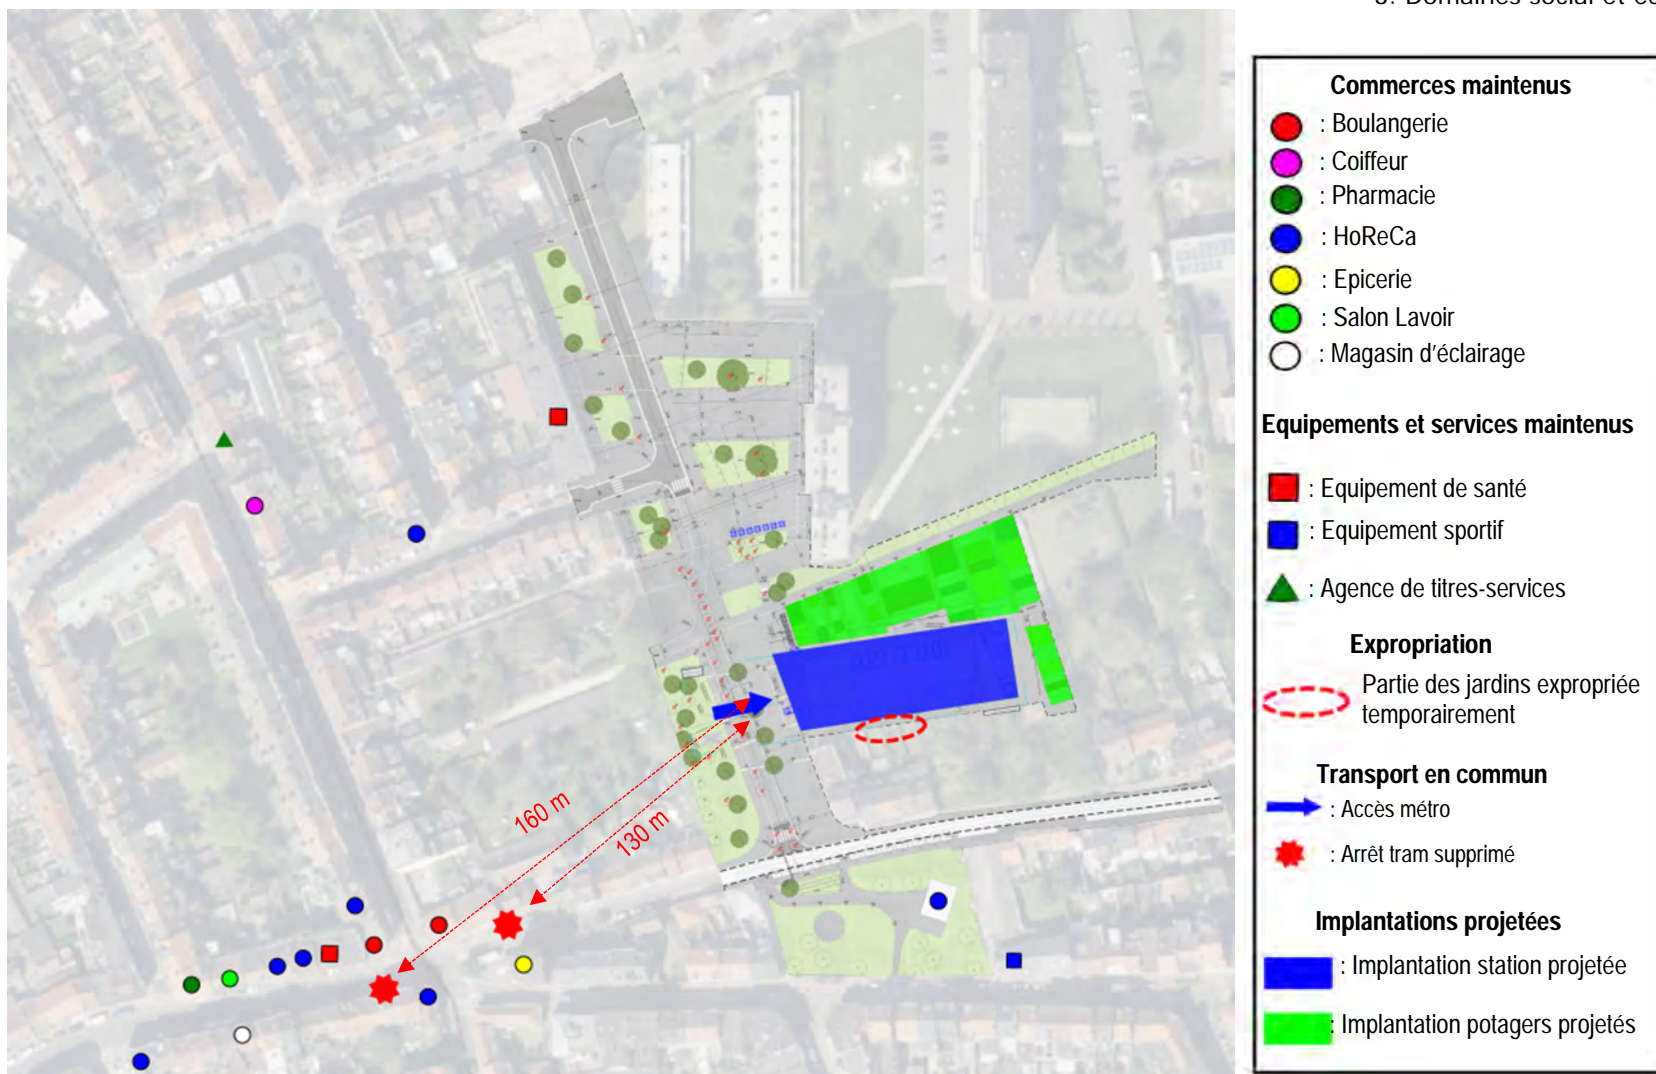 Commerces maintenus
: Boulangerie
: Coiffeur
: Pharmacie
: HoReCa
: Epicerie
: Salon Lavoir
: Magasin d'éclairage
Equipements et services maintenus
: Equipement de santé
: Equipement sportif
: Agence de titres-services
Expropriation
Partie des jardins expropriée
temporairement
Transport en commun
: Accès métro
: Arrêt tram supprimé
Implantations projetées
: Implantation station projetée
: Implantation potagers projetés
160 m
130 m